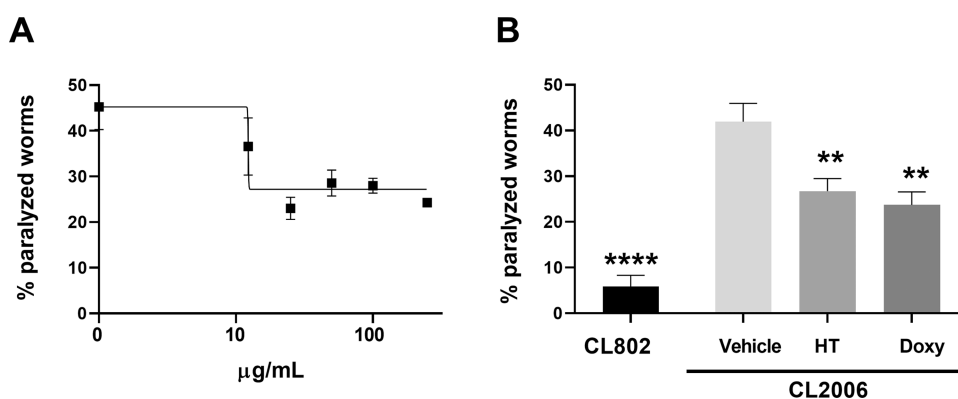 A
% paralyzed worms
50
40
30
20
10
0
0 10 100
μg/mL
B
% paralyzed worms
50
40
30
20
10
0
****
**
**
CL802 Vehicle HT Doxy
CL2006